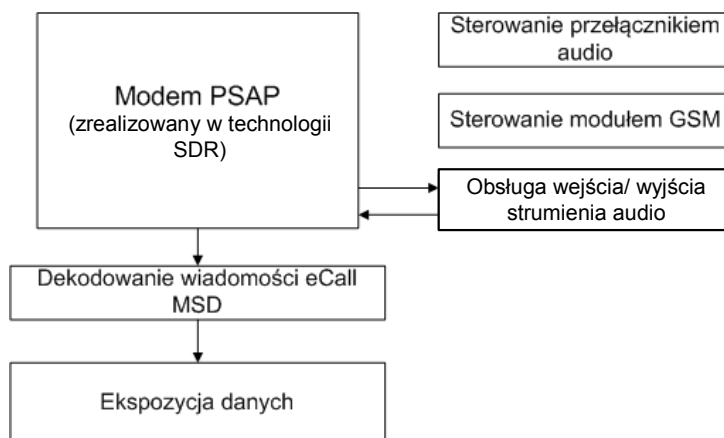 Modem PSAP
(zrealizowany w technologii
SDR)
Sterowanie przełącznikiem
audio
Sterowanie modułem GSM
Obsługa wejścia/ wyjścia
strumienia audio
Dekodowanie wiadomości eCall
MSD
Ekspozycja danych